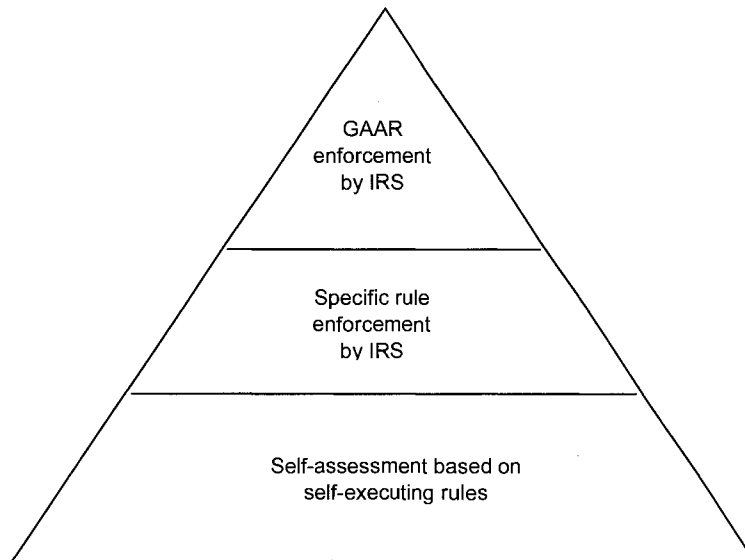 GAAR
enforcement
by IRS
Specific rule
enforcement
by IRS
Self-assessment based on
self-executing rules